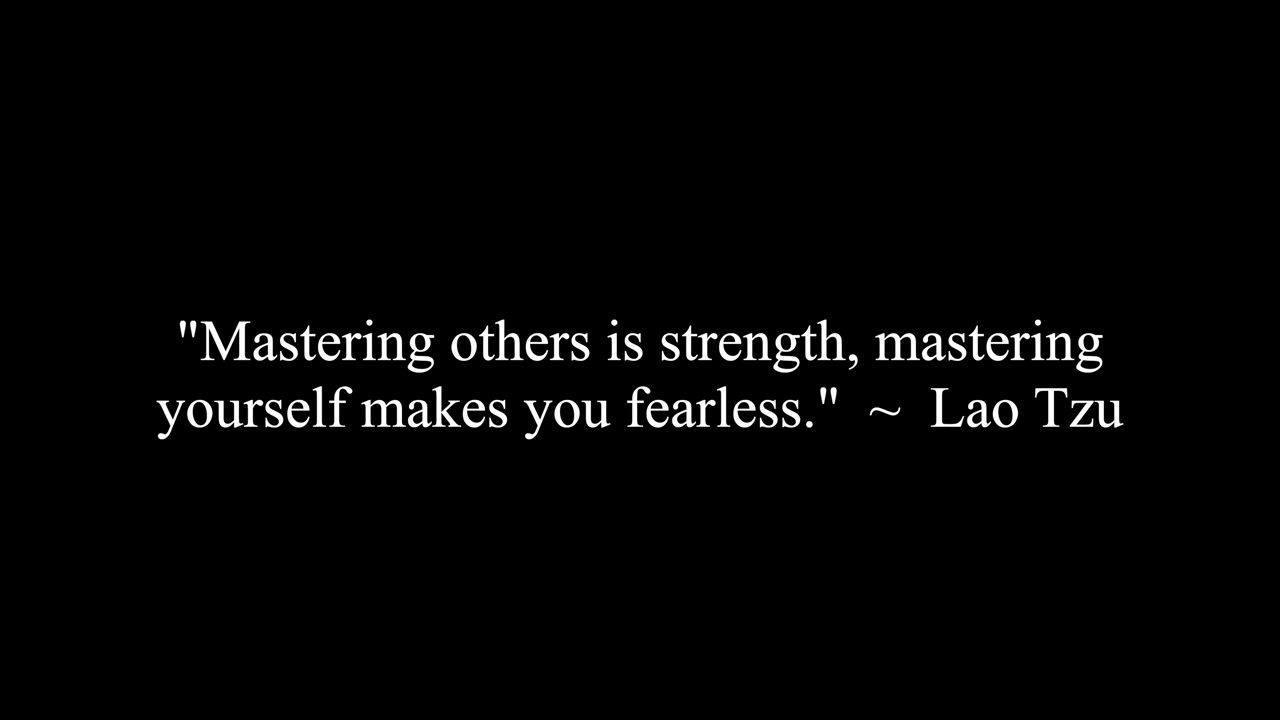 "Mastering others is strength, mastering
yourself makes you fearless."  ~  Lao Tzu